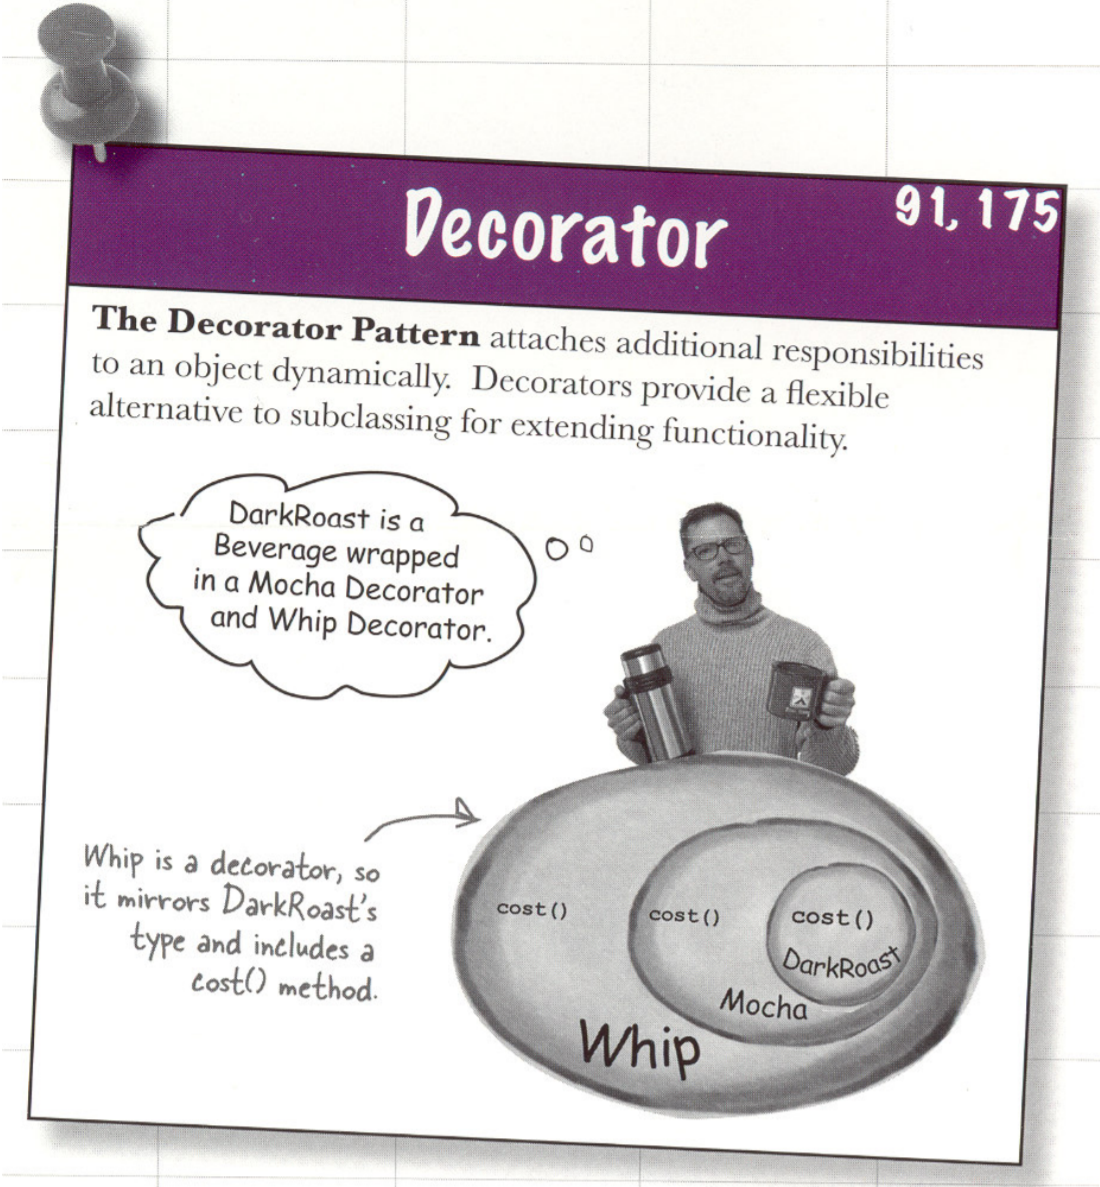 Decorator
91, 175
The Decorator Pattern attaches additional responsibilities
to an object dynamically. Decorators provide a flexible
alternative to subclassing for extending functionality.
DarkRoast is a
Beverage wrapped
in a Mocha Decorator
and Whip Decorator.
Whip is a decorator, so
it mirrors DarkRoast's
type and includes a
cost() method.
cost()
cost()
cost()
DarkRoast
Mocha
Whip